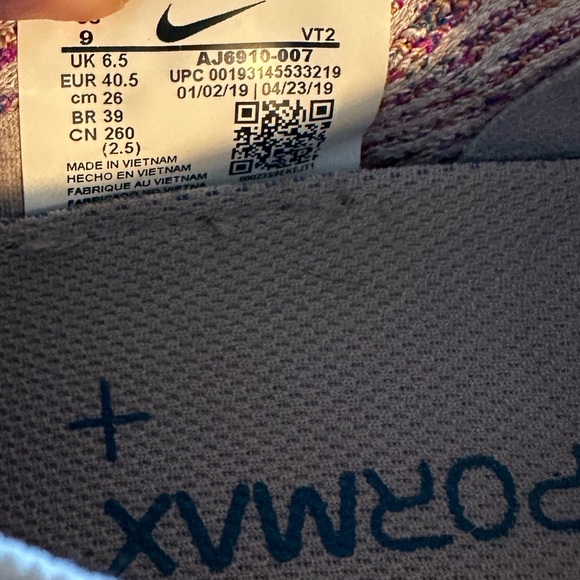 9 VT2
UK 6.5 AJ6910-007
EUR 40.5 UPC 00193145533219
cm 26 01/02/19 | 04/23/19
BR 39
CN 260
(2.5)
MADE IN VIETNAM
HECHO EN VIETNAM
FABRIQUE AU VIETNAM
PORMAX
+